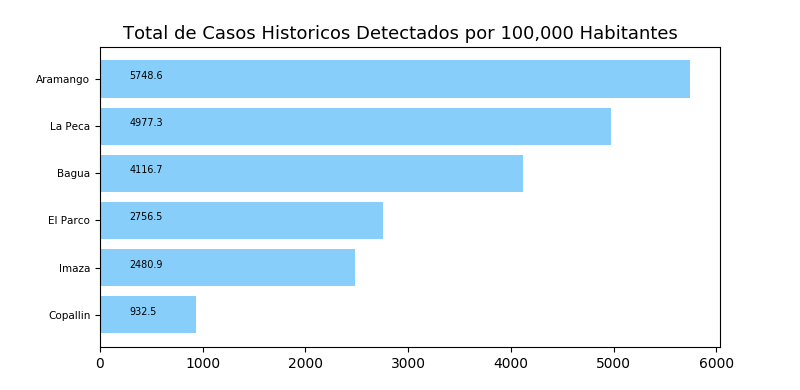 Total de Casos Historicos Detectados por 100,000 Habitantes
Aramango 5748.6
La Peca 4977.3
Bagua 4116.7
El Parco 2756.5
Imaza 2480.9
Copallin 932.5
0 1000 2000 3000 4000 5000 6000